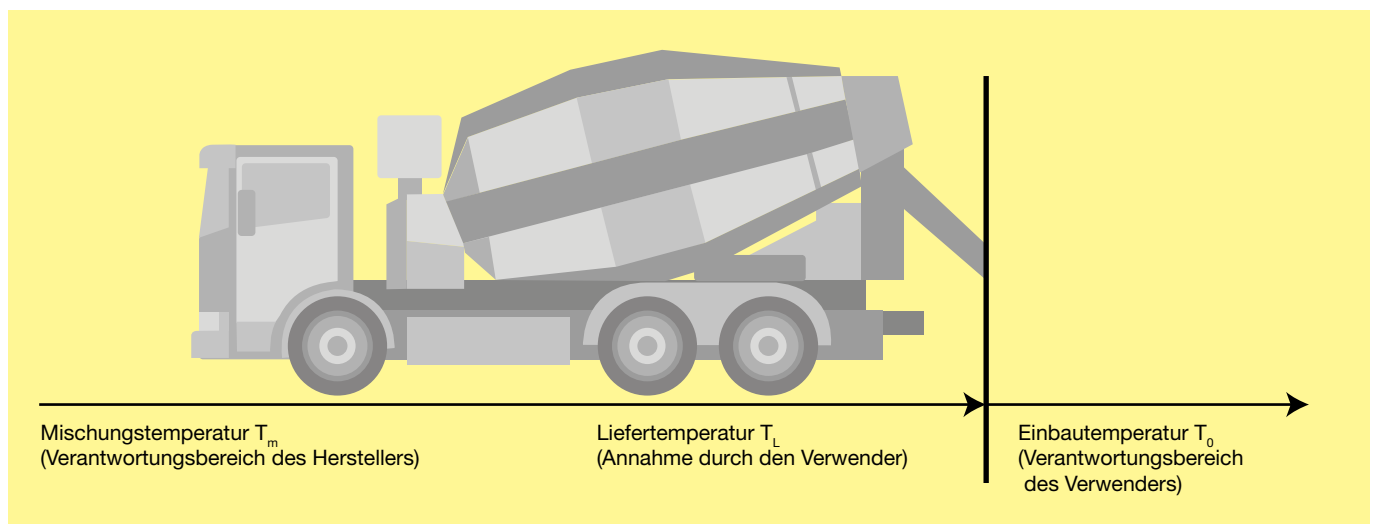 Mischungstemperatur Tm
(Verantwortungsbereich des Herstellers)
Liefertemperatur TL
(Annahme durch den Verwender)
Einbautemperatur T0
(Verantwortungsbereich
des Verwenders)